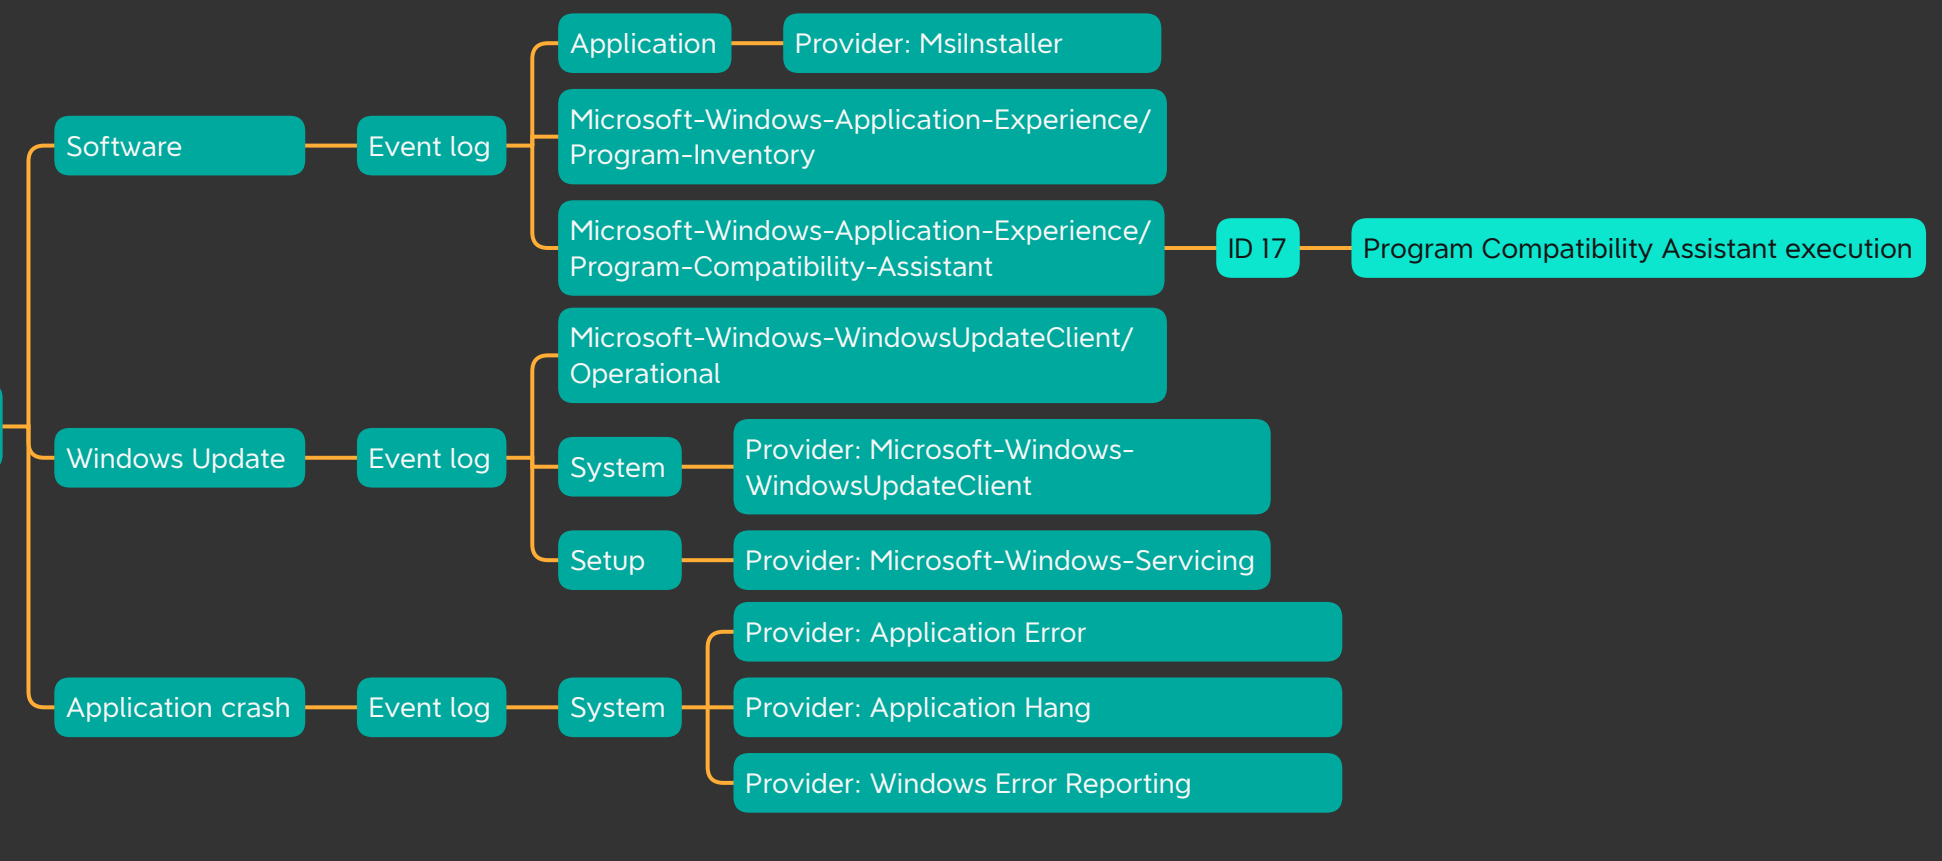 Software
Event log
Application
Provider: MsiInstaller
Microsoft-Windows-Application-Experience/
Program-Inventory
Microsoft-Windows-Application-Experience/
Program-Compatibility-Assistant
ID 17
Program Compatibility Assistant execution
Windows Update
Event log
Microsoft-Windows-WindowsUpdateClient/
Operational
System
Provider: Microsoft-Windows-
WindowsUpdateClient
Setup
Provider: Microsoft-Windows-Servicing
Application crash
Event log
System
Provider: Application Error
Provider: Application Hang
Provider: Windows Error Reporting